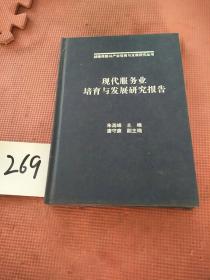 战略性新兴产业培育与发展研究丛书
现代服务业
培育与发展研究报告
朱高峰 主 编
唐守廉 副主编
269